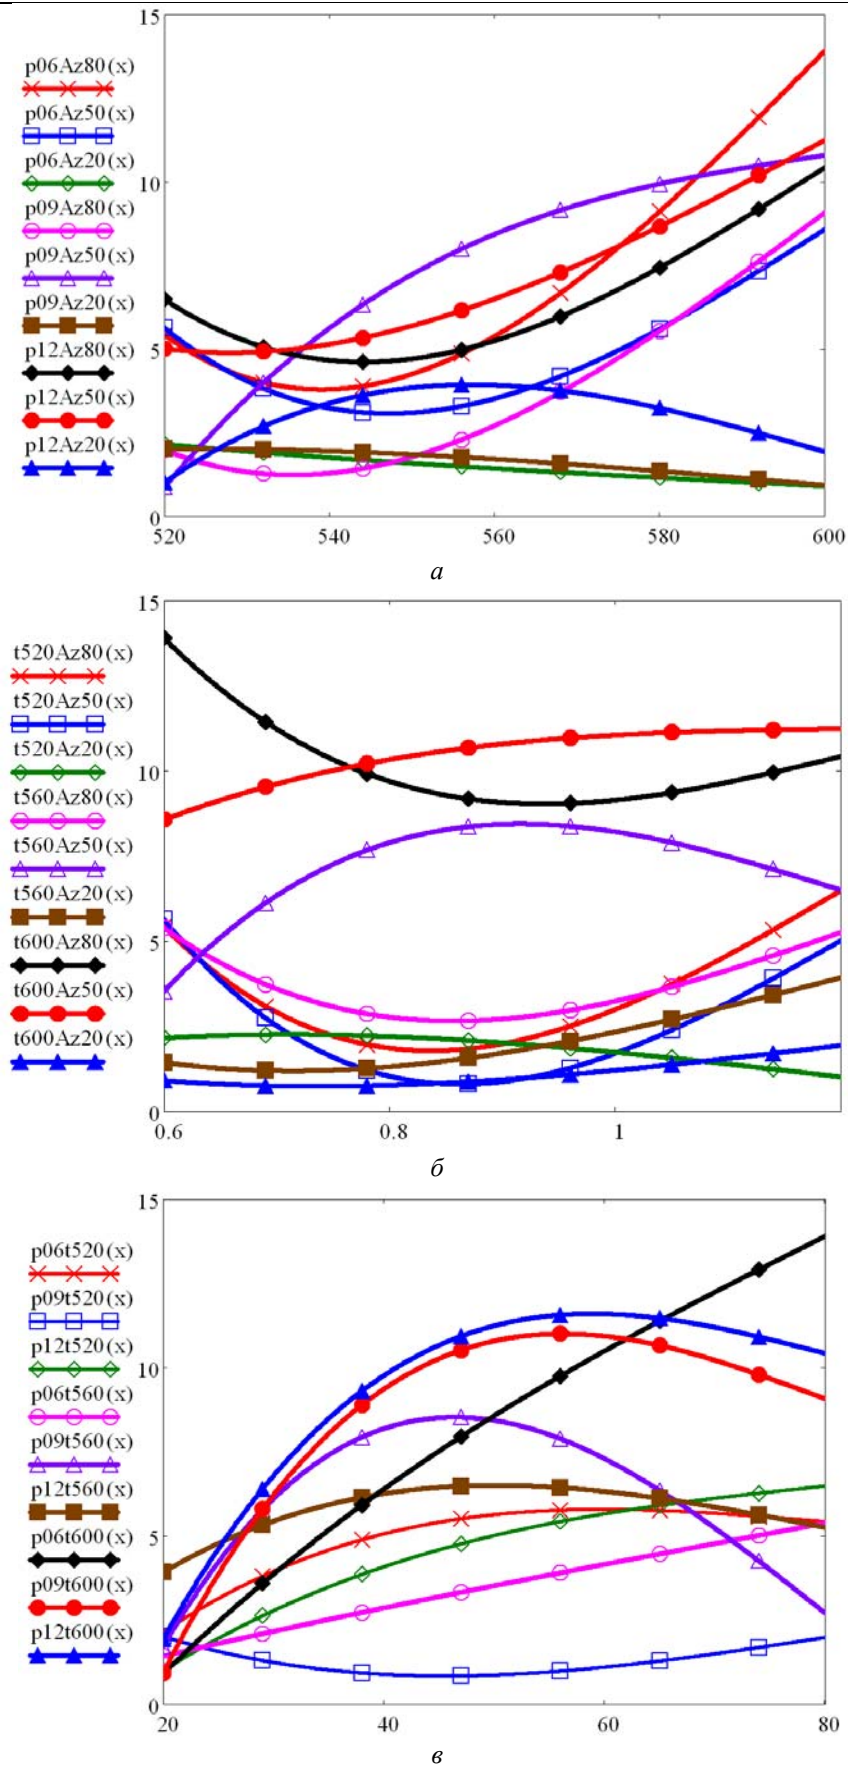 15
p06Az80(x)
p06Az50(x)
p06Az20(x)
10
p09Az80(x)
p09Az50(x)
p09Az20(x)
p12Az80(x)
5
p12Az50(x)
p12Az20(x)
0
520 540 560 580 600
а
15
t520Az80(x)
t520Az50(x)
t520Az20(x)
10
t560Az80(x)
t560Az50(x)
t560Az20(x)
t600Az80(x)
5
t600Az50(x)
t600Az20(x)
0
0.6 0.8 1
б
15
p06t520(x)
p09t520(x)
p12t520(x)
10
p06t560(x)
p09t560(x)
p12t560(x)
p06t600(x)
5
p09t600(x)
p12t600(x)
0
20 40 60 80
в